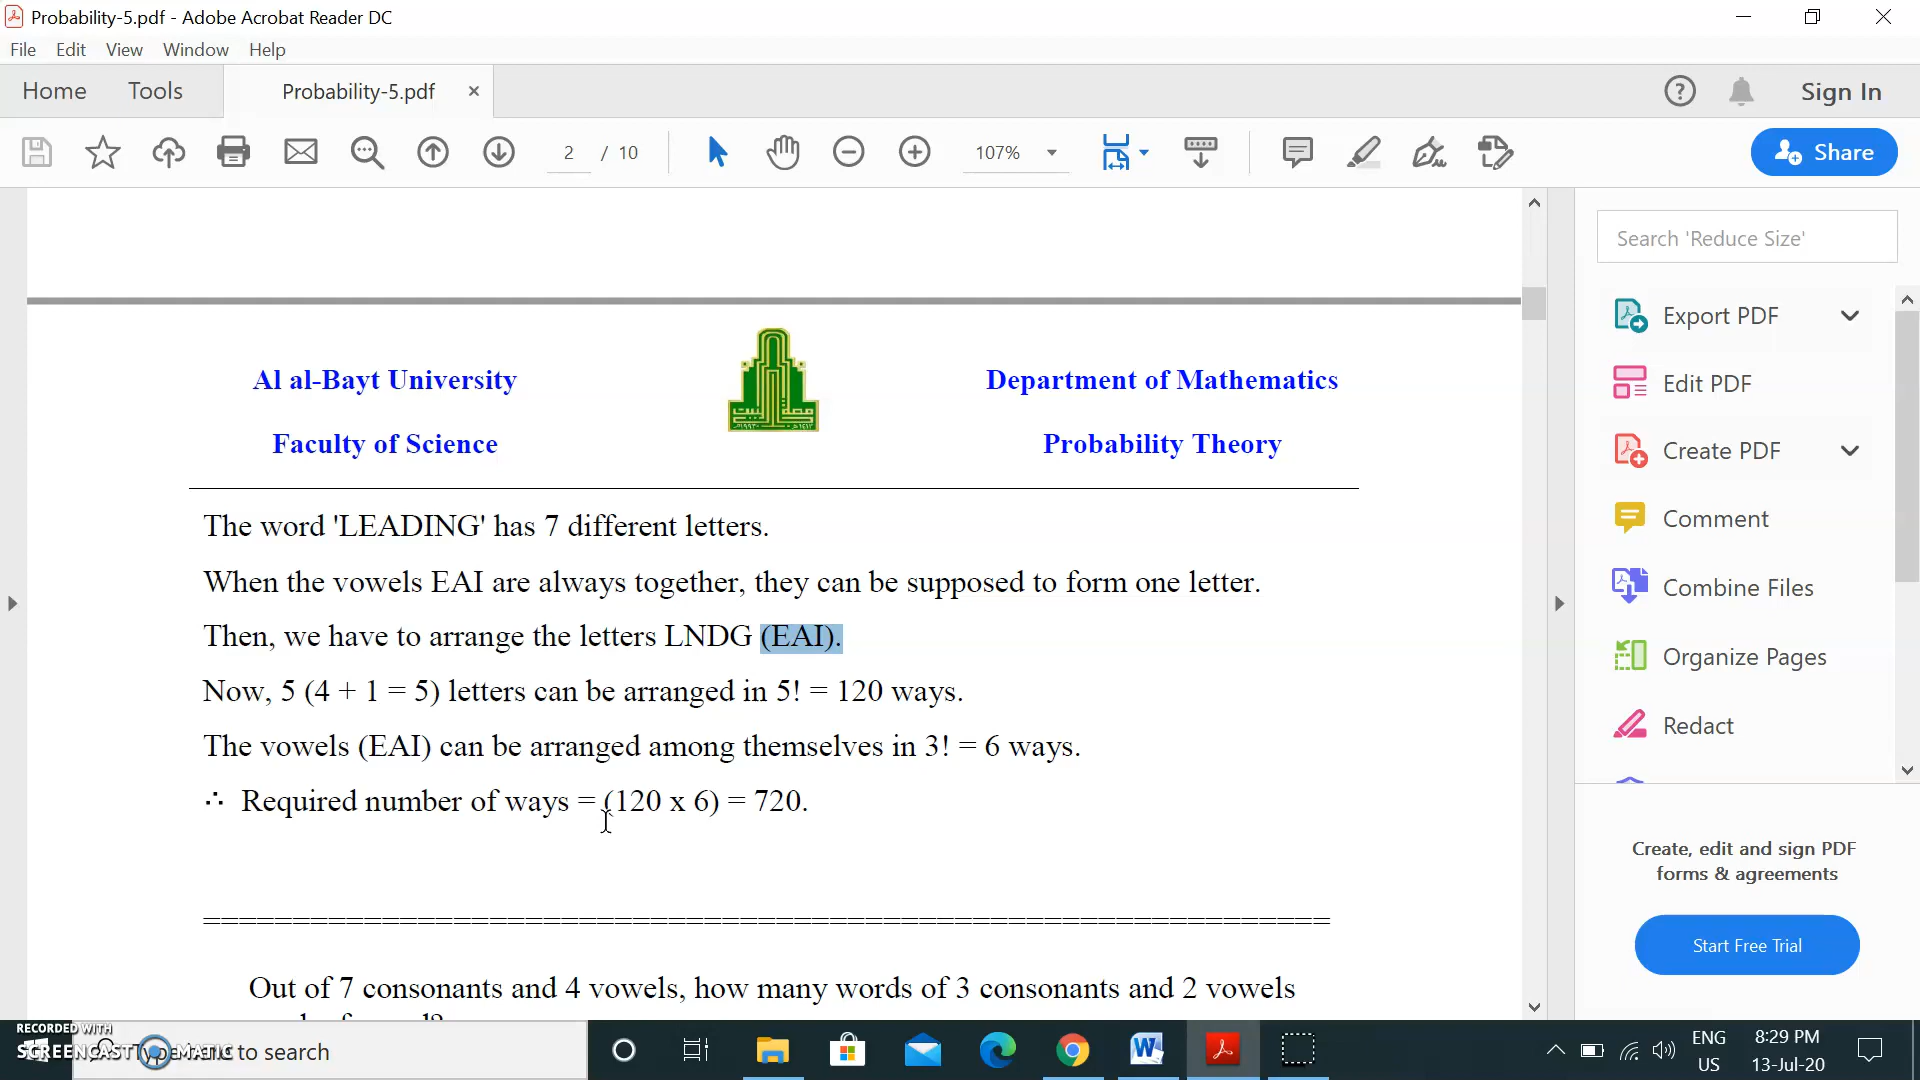 Probability-5.pdf - Adobe Acrobat Reader DC
File Edit View Window Help
Home Tools Probability-5.pdf × Sign In
2 / 10 107% Share
Search 'Reduce Size'
Export PDF
Edit PDF
Create PDF
Comment
Combine Files
Organize Pages
Redact
Create, edit and sign PDF
forms & agreements
Start Free Trial
Al al-Bayt University Department of Mathematics
Faculty of Science Probability Theory
The word 'LEADING' has 7 different letters.
When the vowels EAI are always together, they can be supposed to form one letter.
Then, we have to arrange the letters LNDG (EAI).
Now, 5 (4 + 1 = 5) letters can be arranged in 5! = 120 ways.
The vowels (EAI) can be arranged among themselves in 3! = 6 ways.
∴ Required number of ways = (120 x 6) = 720.
================================================================
Out of 7 consonants and 4 vowels, how many words of 3 consonants and 2 vowels
RECORDED WITH
SCREENCAST MATIC
to search
ENG 8:29 PM
US 13-Jul-20